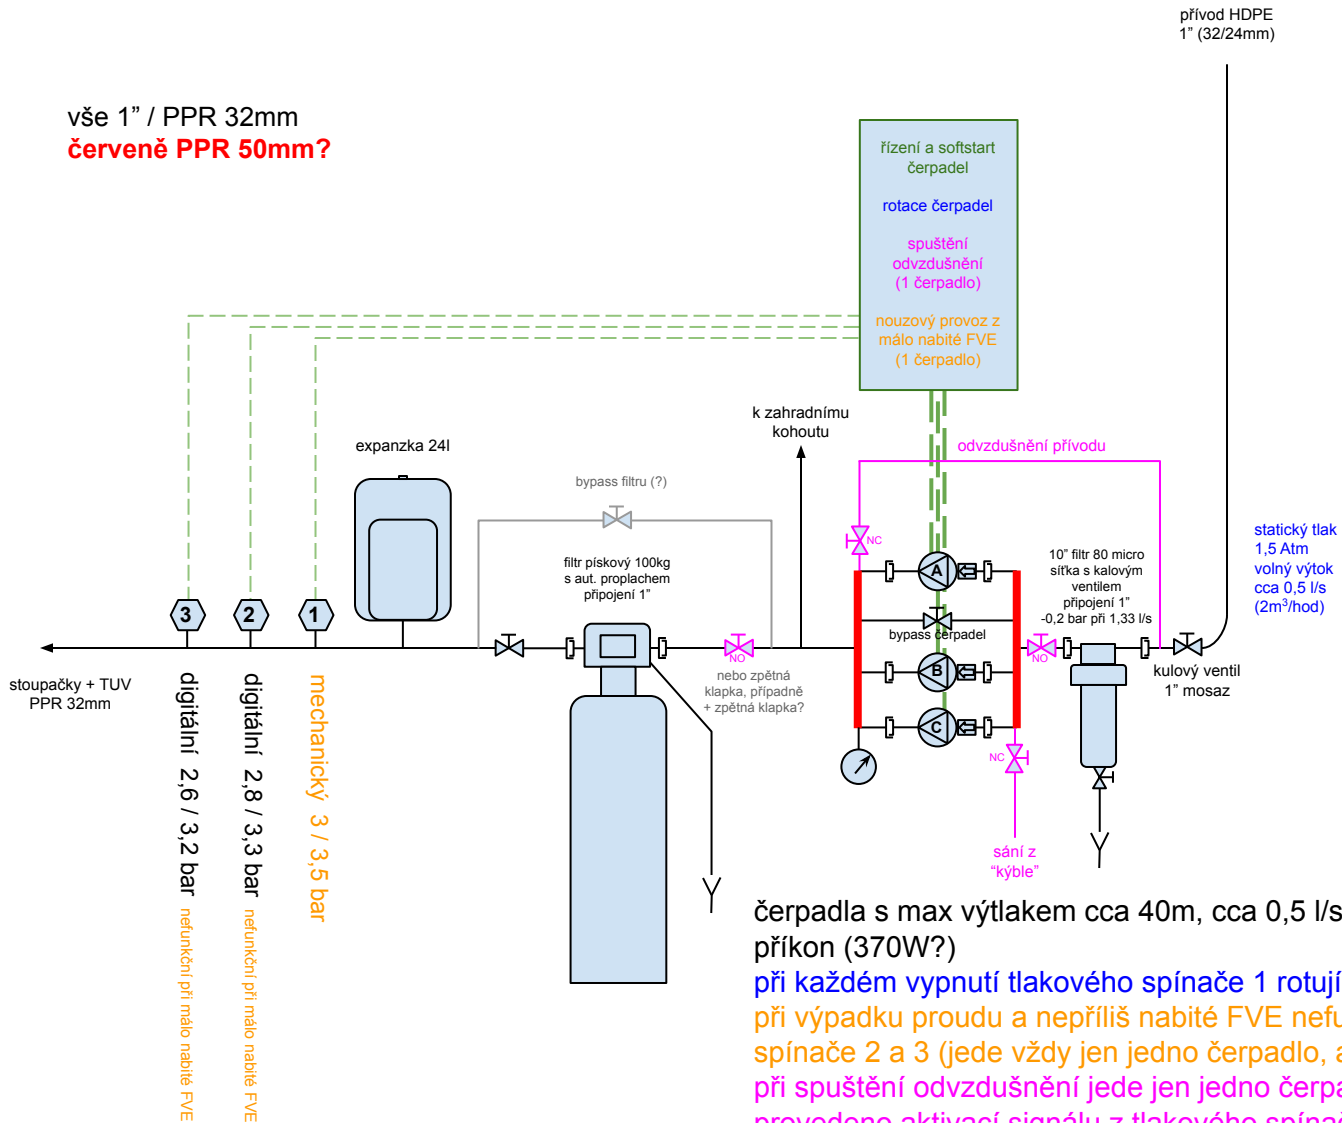 přívod HDPE
1” (32/24mm)
vše 1” / PPR 32mm
červeně PPR 50mm?
řízení a softstart
čerpadel
rotace čerpadel
spuštění
odvzdušnění
(1 čerpadlo)
nouzový provoz z
málo nabité FVE
(1 čerpadlo)
k zahradnímu
kohoutu
expanzka 24l
odvzdušnění přívodu
bypass filtru (?)
NC
statický tlak
1,5 Atm
volný výtok
cca 0,5 l/s
(2m³/hod)
filtr pískový 100kg
s aut. proplachem
připojení 1”
10” filtr 80 micro
síťka s kalovým
ventilem
připojení 1”
-0,2 bar při 1,33 l/s
A
3
2
1
bypass čerpadel
NO
NO
B
stoupačky + TUV
PPR 32mm
nebo zpětná
klapka, případně
+ zpětná klapka?
kulový ventil
1” mosaz
C
NC
digitální 2,6 / 3,2 bar nefunkční při málo nabité FVE
digitální 2,8 / 3,3 bar nefunkční při málo nabité FVE
mechanický 3 / 3,5 bar
sání z
“kýble”
čerpadla s max výtlakem cca 40m, cca 0,5 l/s
příkon (370W?)
při každém vypnutí tlakového spínače 1 rotují
při výpadku proudu a nepříliš nabité FVE nefu
spínače 2 a 3 (jede vždy jen jedno čerpadlo, a
při spuštění odvzdušnění jede jen jedno čerpa
provedeno aktivací signálu z tlakového spínač